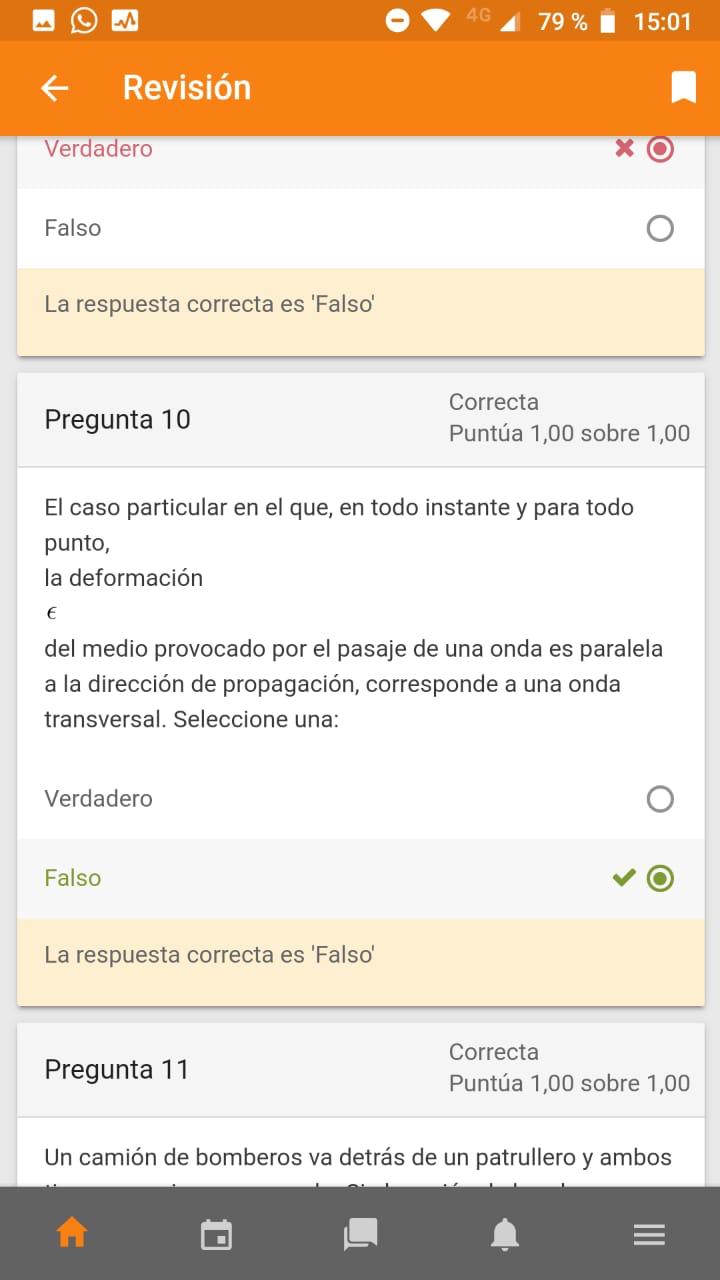 4G 79 % 15:01
Revisión
Verdadero
Falso
La respuesta correcta es 'Falso'
Pregunta 10
Correcta
Puntúa 1,00 sobre 1,00
El caso particular en el que, en todo instante y para todo
punto,
la deformación
ϵ
del medio provocado por el pasaje de una onda es paralela
a la dirección de propagación, corresponde a una onda
transversal. Seleccione una:
Verdadero
Falso
La respuesta correcta es 'Falso'
Pregunta 11
Correcta
Puntúa 1,00 sobre 1,00
Un camión de bomberos va detrás de un patrullero y ambos